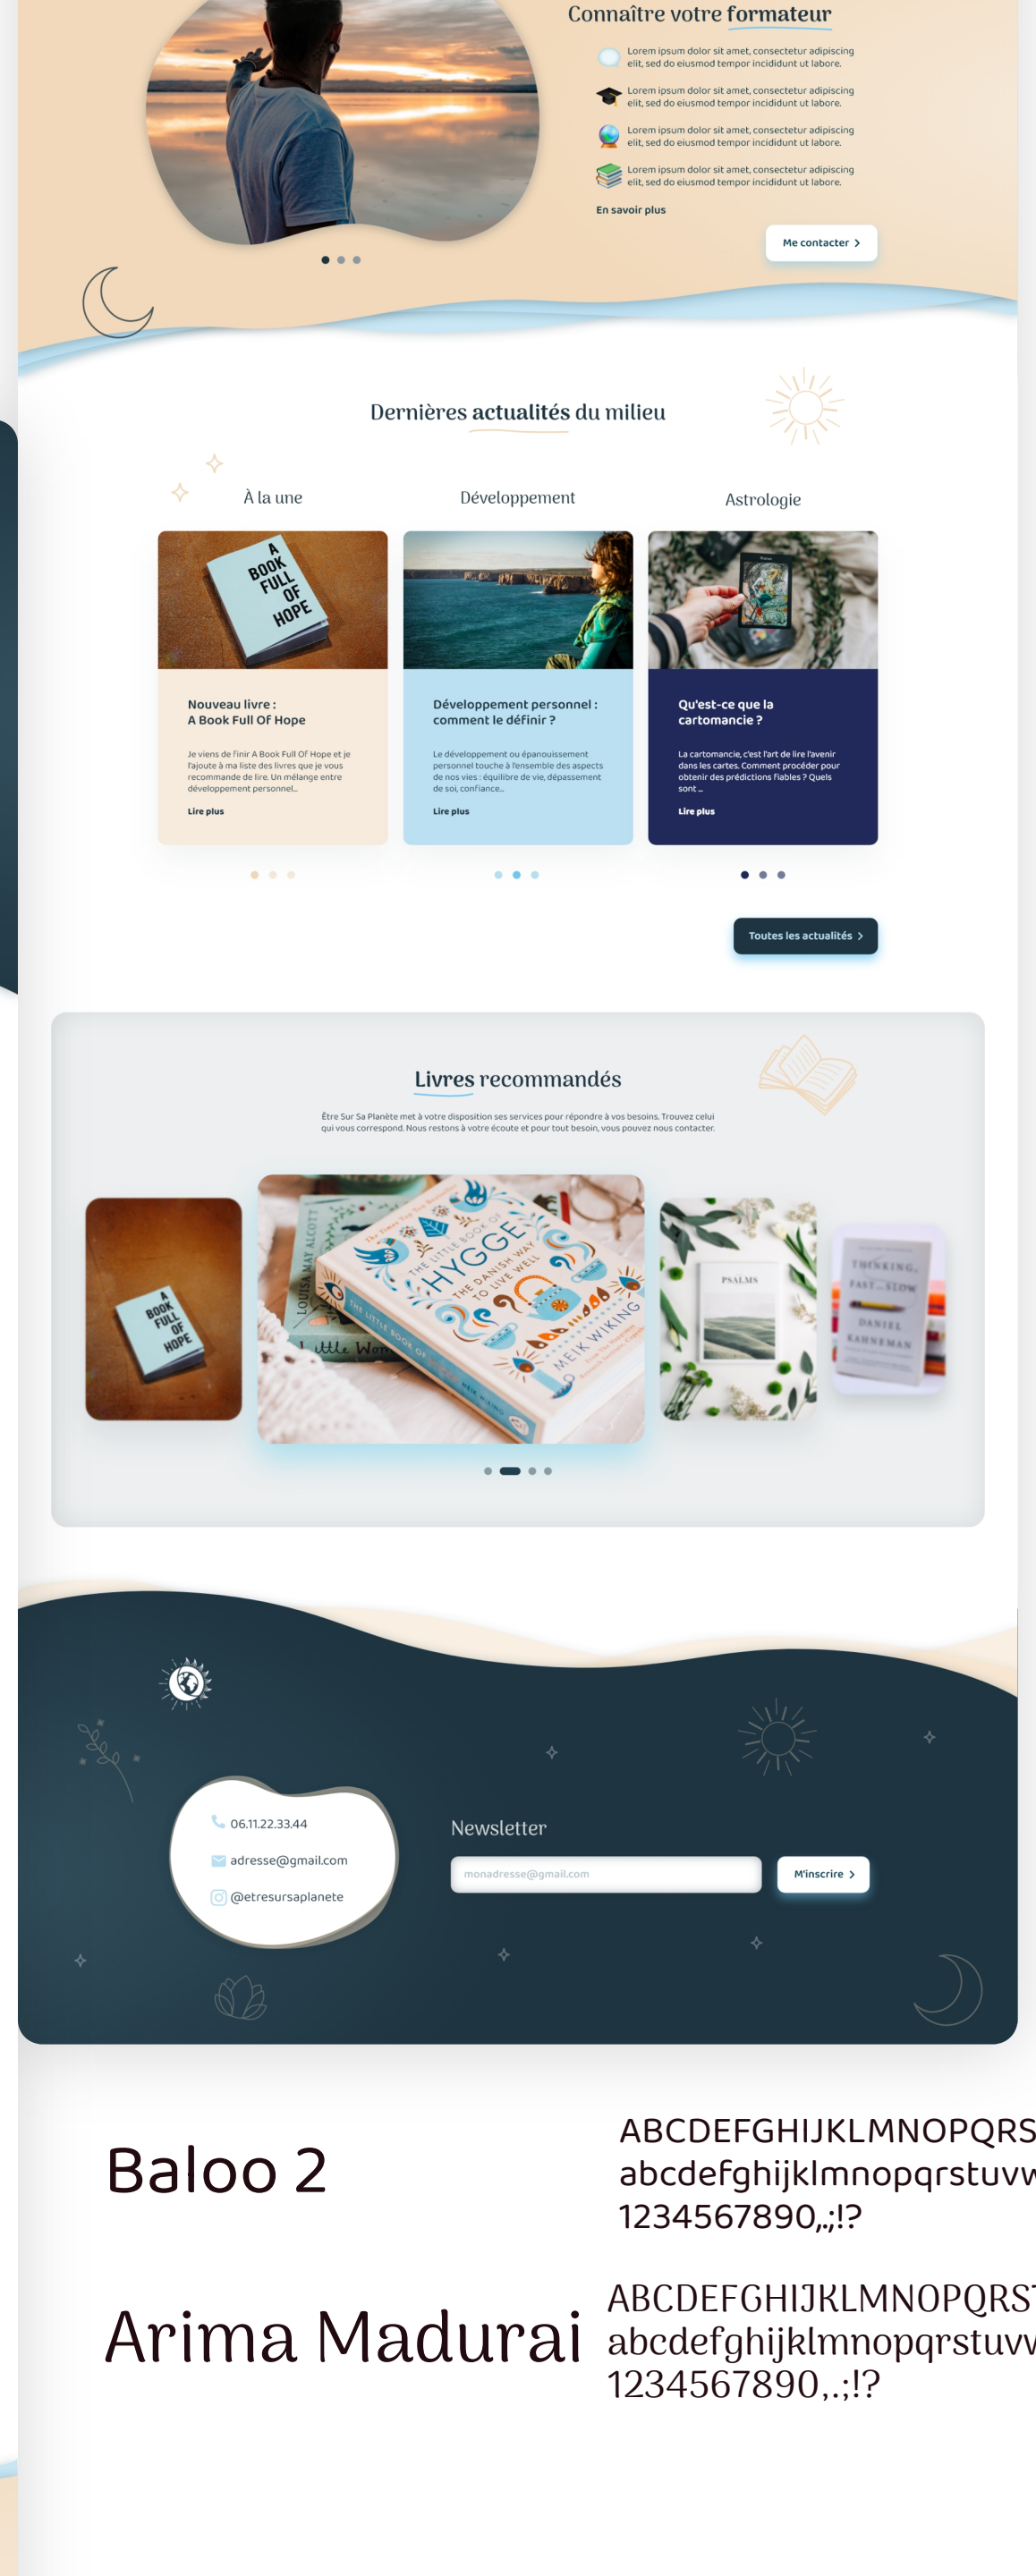 Connaître votre formateur
Lorem ipsum dolor sit amet, consectetur adipiscing
elit, sed do eiusmod tempor incididunt ut labore.
Lorem ipsum dolor sit amet, consectetur adipiscing
elit, sed do eiusmod tempor incididunt ut labore.
Lorem ipsum dolor sit amet, consectetur adipiscing
elit, sed do eiusmod tempor incididunt ut labore.
Lorem ipsum dolor sit amet, consectetur adipiscing
elit, sed do eiusmod tempor incididunt ut labore.
En savoir plus
Me contacter
Dernières actualités du milieu
À la une
A
BOOK
FULL
OF
HOPE
Nouveau livre :
A Book Full Of Hope
Je viens de finir A Book Full Of Hope et je
l'ajoute à ma liste des livres que je vous
recommande de lire. Un mélange entre
développement personnel...
Lire plus
Développement
Développement personnel :
comment le définir ?
Le développement ou épanouissement
personnel touche à l'ensemble des aspects
de nos vies : équilibre de vie, dépassement
de soi, confiance...
Lire plus
Astrologie
Qu'est-ce que la
cartomancie ?
La cartomancie, c'est l'art de lire l'avenir
dans les cartes. Comment procéder pour
obtenir des prédictions fiables ? Quels
sont ...
Lire plus
Toutes les actualités
Livres recommandés
Être Sur Sa Planète met à votre disposition ses services pour répondre à vos besoins. Trouvez celui
qui vous correspond. Nous restons à votre écoute et pour tout besoin, vous pouvez nous contacter.
A
BOOK
FULL
OF
HOPE
LOUISA MAY ALCOTT
Little Wom
THE LITTLE BOOK OF
HYGGE
THE DANISH WAY
TO LIVE WELL
MEIK WIKING
THE LITTLE BOOK OF
MEIK WIKING
PSALMS
THINKING,
FAST AND SLOW
DANIEL
KAHNEMAN
06.11.22.33.44
adresse@gmail.com
@etresursaplanete
Newsletter
monadresse@gmail.com
M'inscrire
Baloo 2
ABCDEFGHIJKLMNOPQRS
abcdefghijklmnopqrstuvw
1234567890,.;!?
Arima Madurai
ABCDEFGHIJKLMNOPQRST
abcdefghijklmnopqrstuvw
1234567890,.;!?